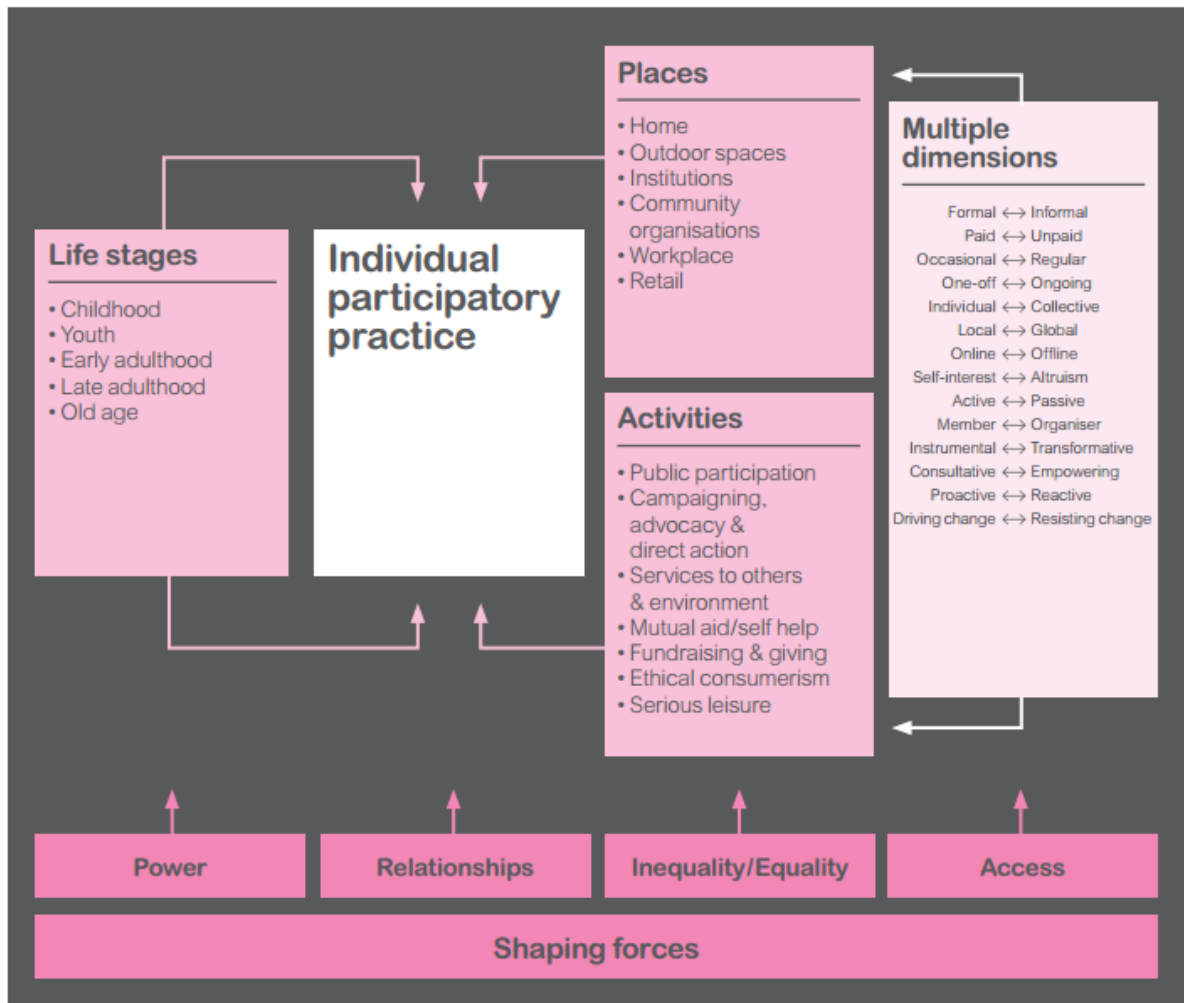 Places
• Home
• Outdoor spaces
• Institutions
• Community
organisations
• Workplace
• Retail
Multiple
dimensions
Formal ↔ Informal
Paid ↔ Unpaid
Occasional ↔ Regular
One-off ↔ Ongoing
Individual ↔ Collective
Local ↔ Global
Online ↔ Offline
Self-interest ↔ Altruism
Active ↔ Passive
Member ↔ Organiser
Instrumental ↔ Transformative
Consultative ↔ Empowering
Proactive ↔ Reactive
Driving change ↔ Resisting change
Life stages
• Childhood
• Youth
• Early adulthood
• Late adulthood
• Old age
Individual
participatory
practice
Activities
• Public participation
• Campaigning,
advocacy &
direct action
• Services to others
& environment
• Mutual aid/self help
• Fundraising & giving
• Ethical consumerism
• Serious leisure
Power
Relationships
Inequality/Equality
Access
Shaping forces